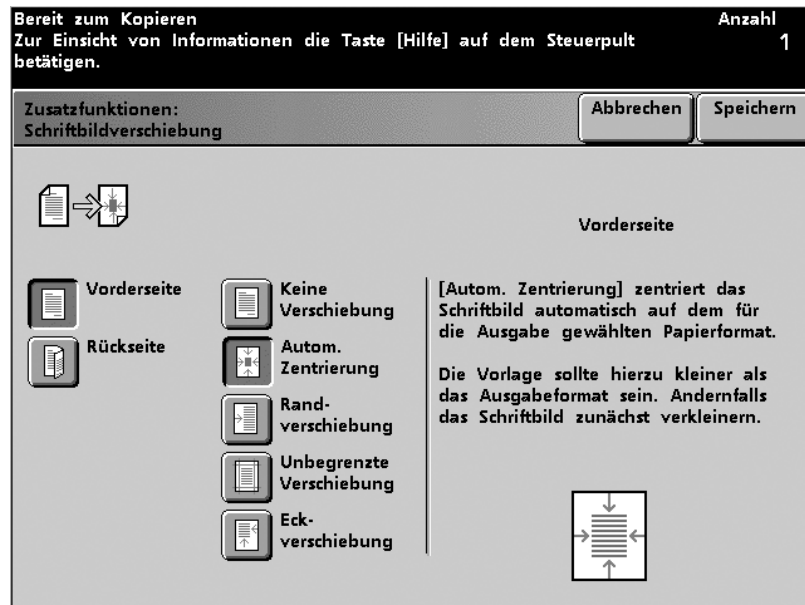 Bereit zum Kopieren
Anzahl
Zur Einsicht von Informationen die Taste [Hilfe] auf dem Steuerpult
1
betätigen.
Zusatzfunktionen:
Schriftbildverschiebung
Abbrechen
Speichern
Vorderseite
Vorderseite
Rückseite
Keine
Verschiebung
Autom.
Zentrierung
Rand-
verschiebung
Unbegrenzte
Verschiebung
Eck-
verschiebung
[Autom. Zentrierung] zentriert das
Schriftbild automatisch auf dem für
die Ausgabe gewählten Papierformat.
Die Vorlage sollte hierzu kleiner als
das Ausgabeformat sein. Andernfalls
das Schriftbild zunächst verkleinern.